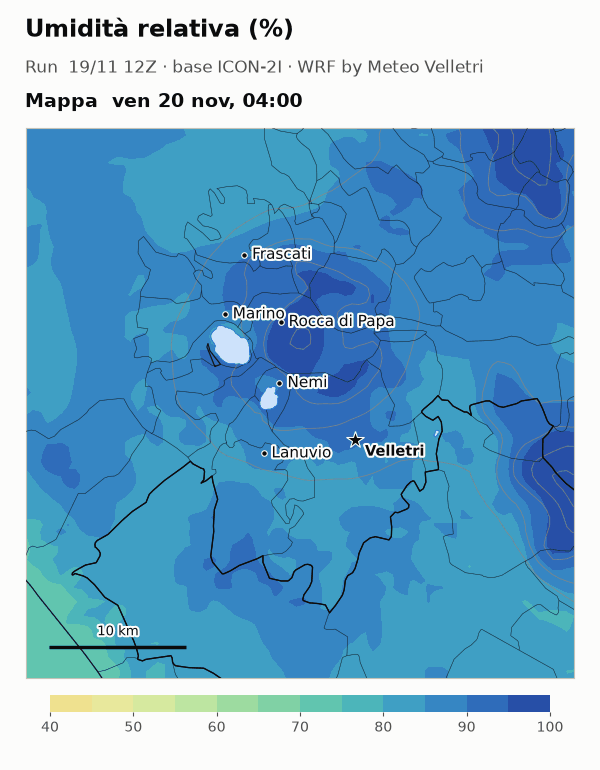 Umidità relativa (%)
Run  19/11 12Z · base ICON-2I · WRF by Meteo Velletri
Mappa  ven 20 nov, 04:00
Frascati
Marino
Rocca di Papa
Nemi
Velletri
Lanuvio
10 km
40 50 60 70 80 90 100